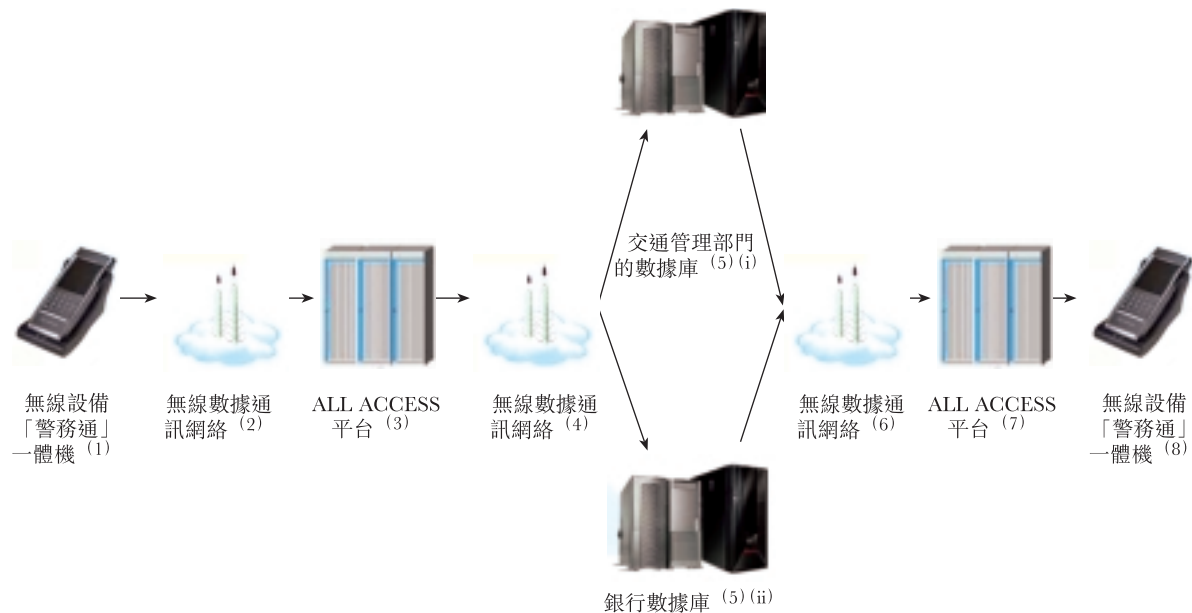 交通管理部門
的數據庫 (5)(i)
無線設備
「警務通」
一體機 (1)
無線數據通
訊網絡 (2)
ALL ACCESS
平台 (3)
無線數據通
訊網絡 (4)
無線數據通
訊網絡 (6)
ALL ACCESS
平台 (7)
無線設備
「警務通」
一體機 (8)
銀行數據庫 (5)(ii)